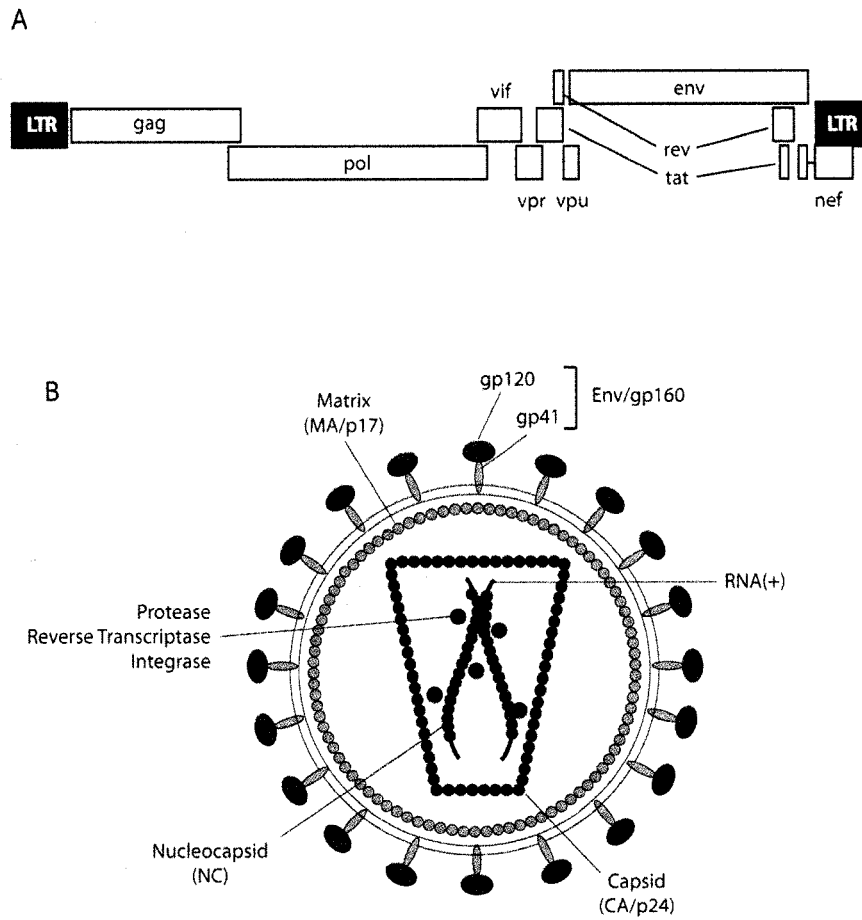 A
vif
env
LTR
gag
LTR
rev
pol
tat
vpr
vpu
nef
B
gp120
Env/gp160
Matrix
(MA/p17)
gp41
RNA(+)
Protease
Reverse Transcriptase
Integrase
Nucleocapsid
(NC)
Capsid
(CA/p24)